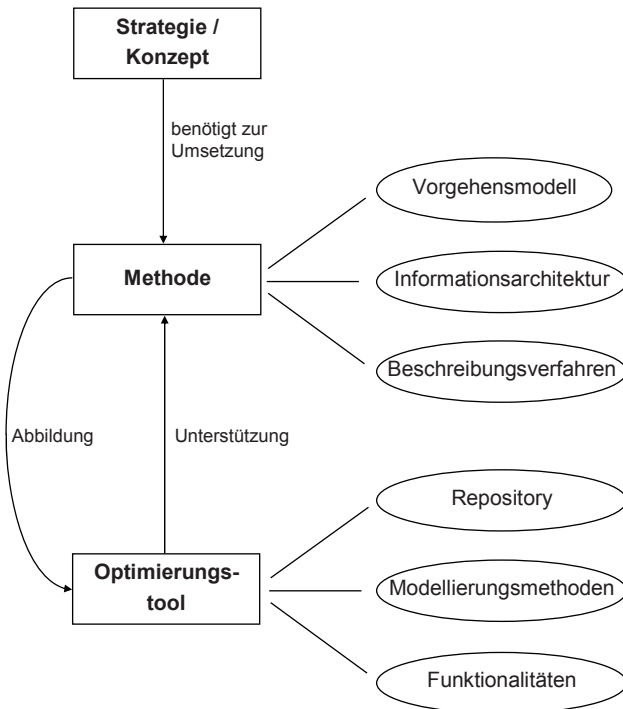 Strategie /
Konzept
benötigt zur
Umsetzung
Vorgehensmodell
Methode
Informationsarchitektur
Beschreibungsverfahren
Abbildung
Unterstützung
Repository
Optimierungs-
tool
Modellierungsmethoden
Funktionalitäten